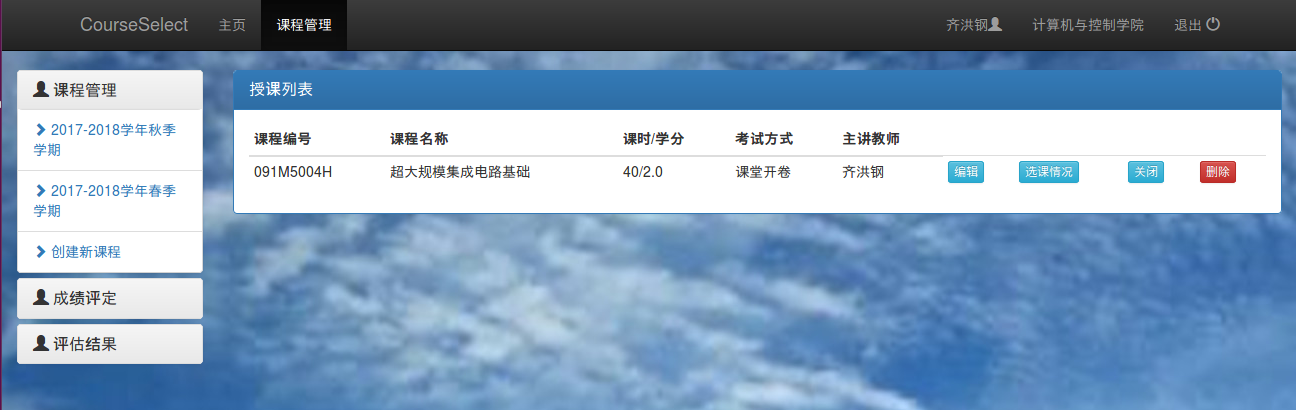 CourseSelect 主页 课程管理 齐洪钢 计算机与控制学院 退出
课程管理
2017-2018学年秋季
学期
2017-2018学年春季
学期
创建新课程
成绩评定
评估结果
授课列表
课程编号 课程名称 课时/学分 考试方式 主讲教师
091M5004H 超大规模集成电路基础 40/2.0 课堂开卷 齐洪钢 编辑 选课情况 关闭 删除